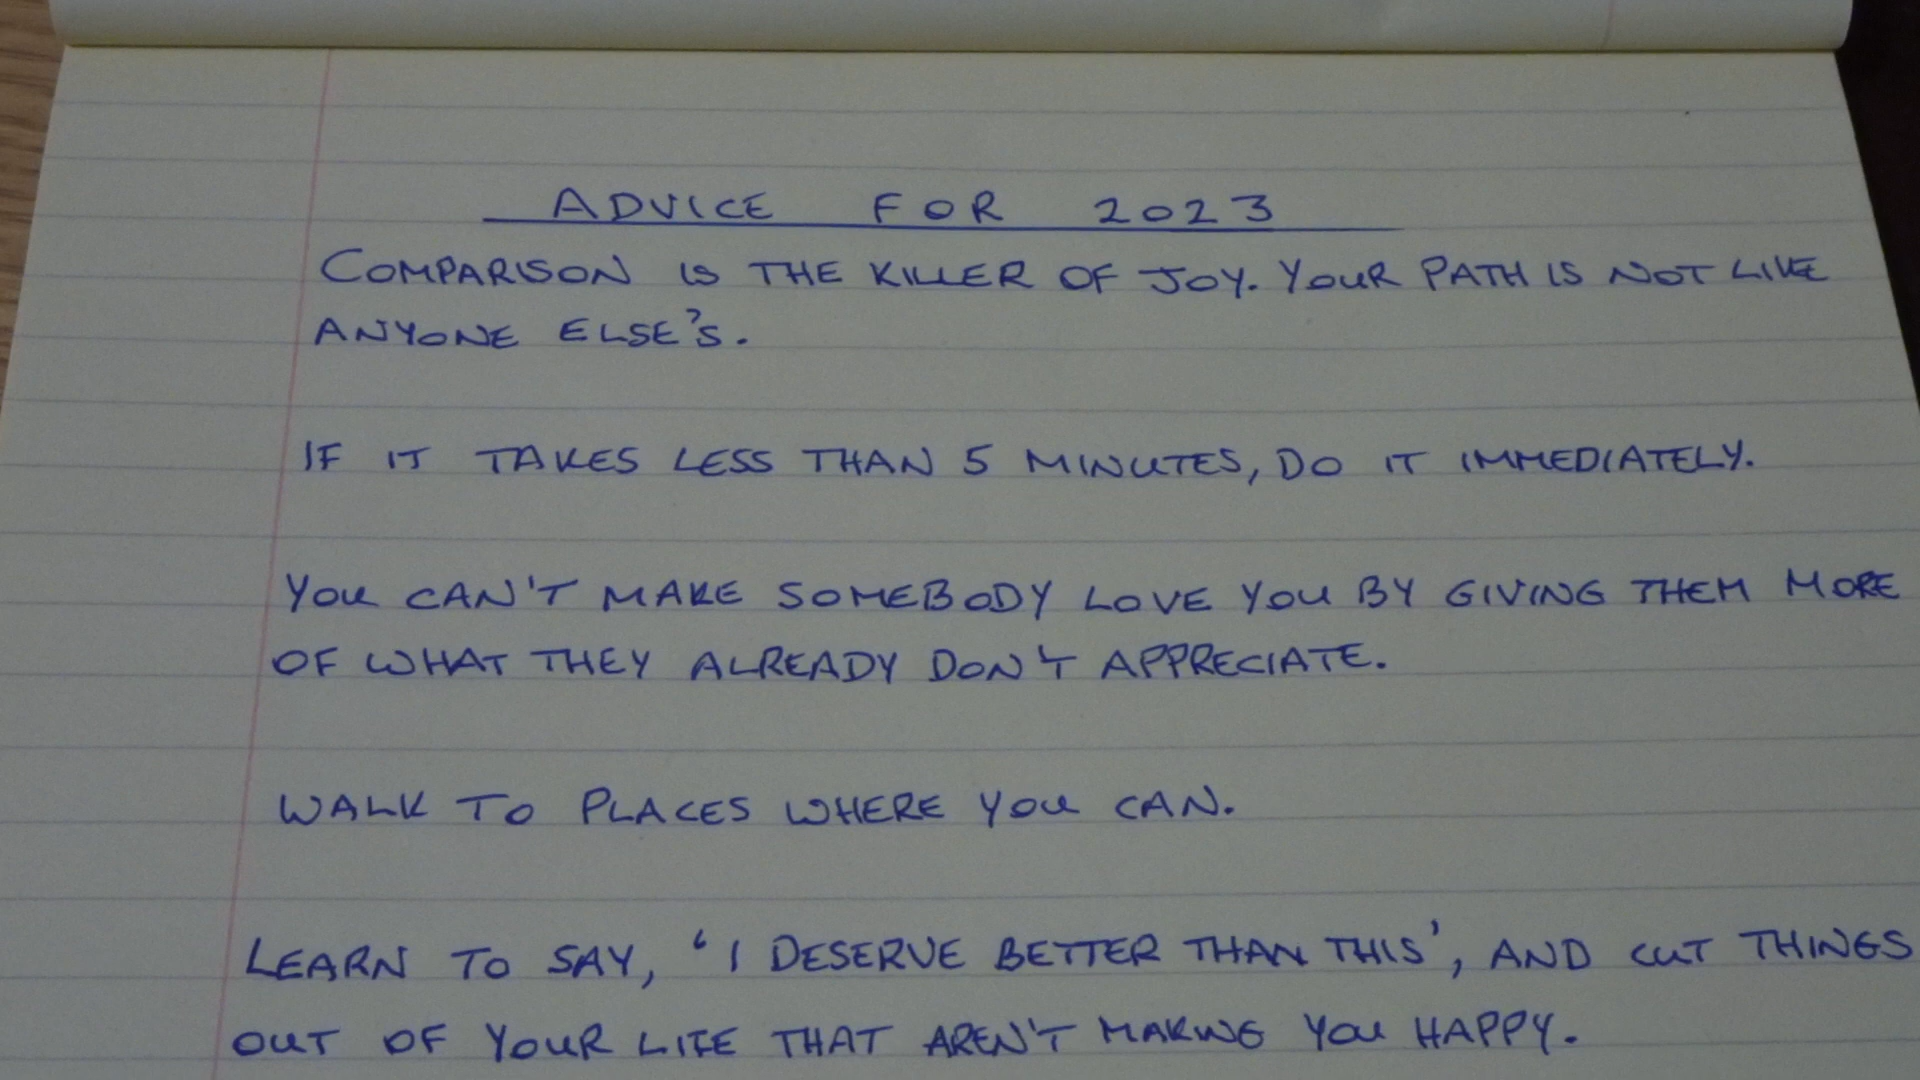 ADVICE FOR 2023
COMPARISON IS THE KILLER OF JOY. YOUR PATH IS NOT LIKE
ANYONE ELSE'S.
IF IT TAKES LESS THAN 5 MINUTES, DO IT IMMEDIATELY.
YOU CAN'T MAKE SOMEBODY LOVE YOU BY GIVING THEM MORE
OF WHAT THEY ALREADY DON'T APPRECIATE.
WALK TO PLACES WHERE YOU CAN.
LEARN TO SAY, 'I DESERVE BETTER THAN THIS', AND CUT THINGS
OUT OF YOUR LIFE THAT AREN'T MAKING YOU HAPPY.